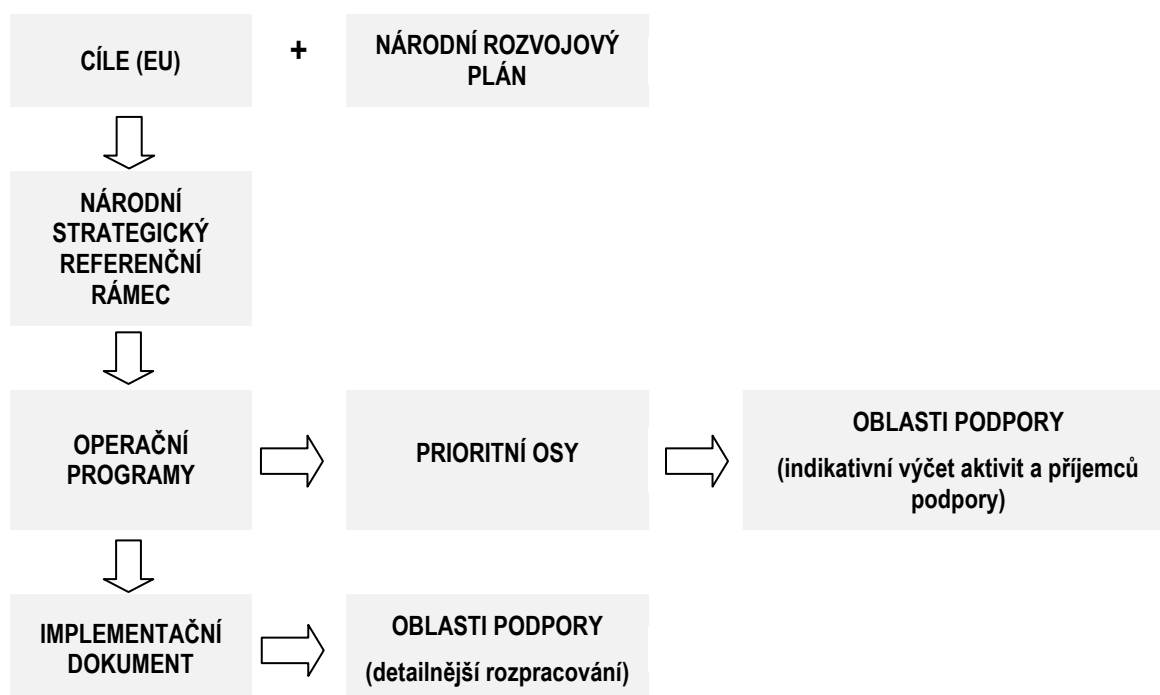 CÍLE (EU)
+
NÁRODNÍ ROZVOJOVÝ
PLÁN
NÁRODNÍ
STRATEGICKÝ
REFERENČNÍ
RÁMEC
OPERAČNÍ
PROGRAMY
PRIORITNÍ OSY
OBLASTI PODPORY
(indikativní výčet aktivit a příjemců
podpory)
IMPLEMENTAČNÍ
DOKUMENT
OBLASTI PODPORY
(detailnější rozpracování)